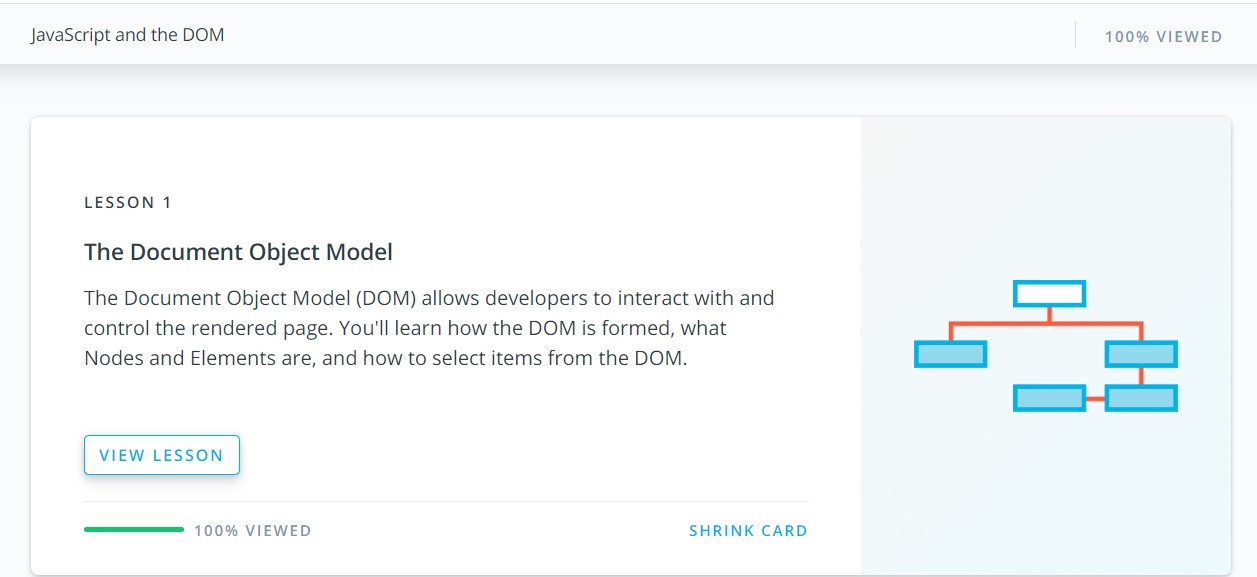 JavaScript and the DOM
100% VIEWED
LESSON 1
The Document Object Model
The Document Object Model (DOM) allows developers to interact with and
control the rendered page. You'll learn how the DOM is formed, what
Nodes and Elements are, and how to select items from the DOM.
VIEW LESSON
100% VIEWED
SHRINK CARD